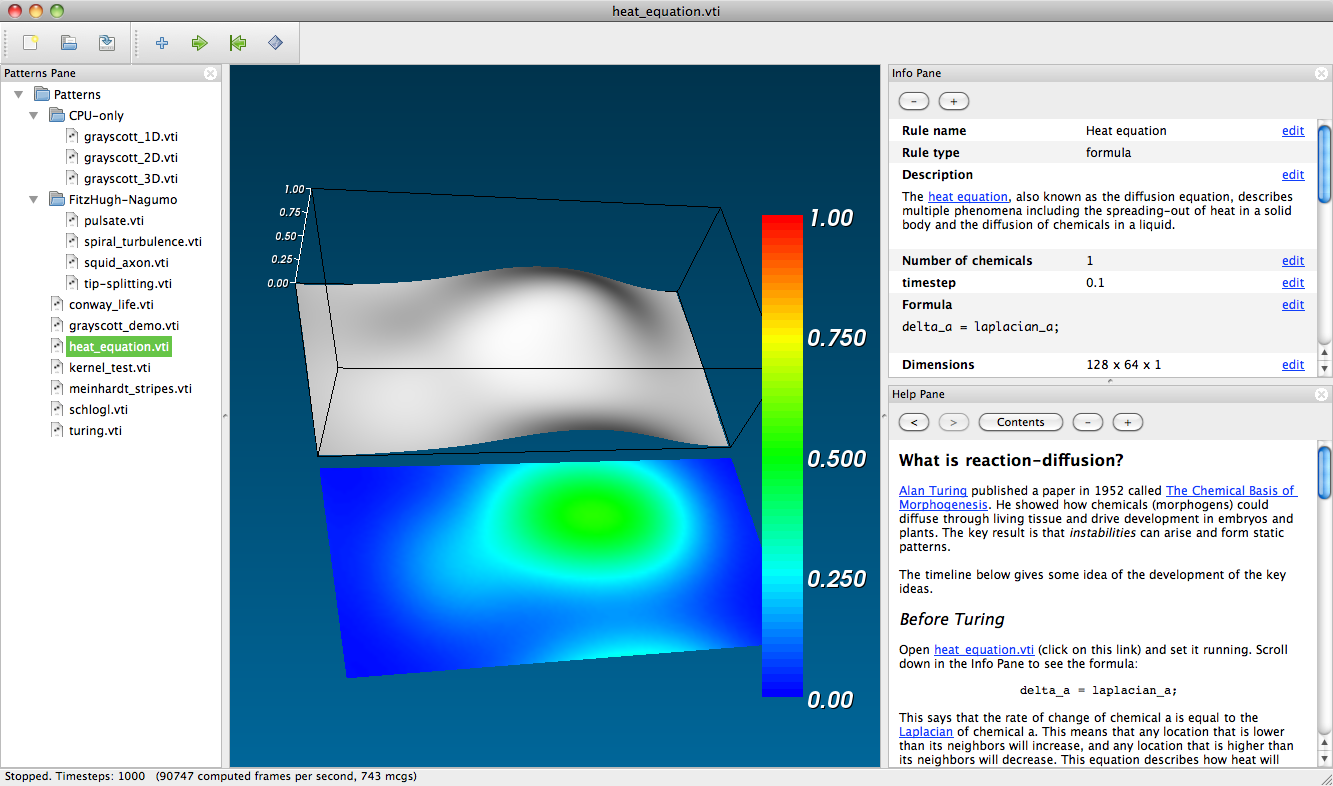 heat_equation.vti
Patterns Pane
Patterns
CPU-only
grayscott_1D.vti
grayscott_2D.vti
grayscott_3D.vti
FitzHugh-Nagumo
pulsate.vti
spiral_turbulence.vti
squid_axon.vti
tip-splitting.vti
conway_life.vti
grayscott_demo.vti
heat_equation.vti
kernel_test.vti
meinhardt_stripes.vti
schlogl.vti
turing.vti
1.00
0.75
0.50
0.25
0.00
1.00
0.750
0.500
0.250
0.00
Info Pane
- +
Rule name Heat equation edit
Rule type formula
Description edit
The heat equation, also known as the diffusion equation, describes
multiple phenomena including the spreading-out of heat in a solid
body and the diffusion of chemicals in a liquid.
Number of chemicals 1 edit
timestep 0.1 edit
Formula edit
delta_a = laplacian_a;
Dimensions 128 x 64 x 1 edit
Help Pane
< > Contents - +
What is reaction-diffusion?
Alan Turing published a paper in 1952 called The Chemical Basis of
Morphogenesis. He showed how chemicals (morphogens) could
diffuse through living tissue and drive development in embryos and
plants. The key result is that instabilities can arise and form static
patterns.
The timeline below gives some idea of the development of the key
ideas.
Before Turing
Open heat_equation.vti (click on this link) and set it running. Scroll
down in the Info Pane to see the formula:
delta_a = laplacian_a;
This says that the rate of change of chemical a is equal to the
Laplacian of chemical a. This means that any location that is lower
than its neighbors will increase, and any location that is higher than
its neighbors will decrease. This equation describes how heat will
Stopped. Timesteps: 1000 (90747 computed frames per second, 743 mcgs)